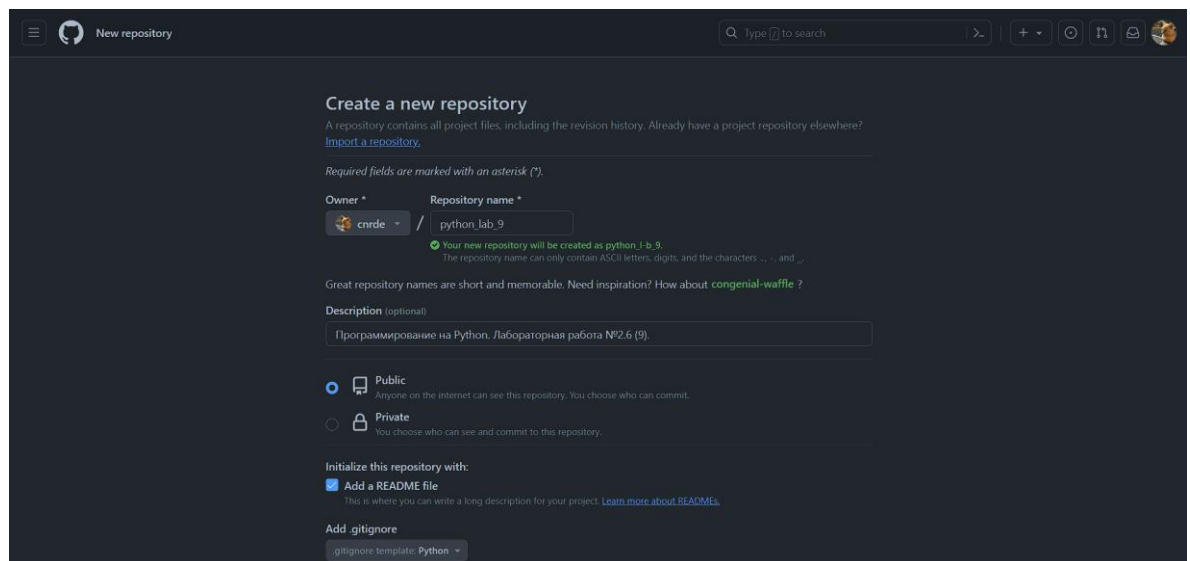 New repository
Type / to search
Create a new repository
A repository contains all project files, including the revision history. Already have a project repository elsewhere?
Import a repository.
Required fields are marked with an asterisk (*).
Owner * Repository name *
cnrde / python_lab_9
Your new repository will be created as python_l-b_9.
The repository name can only contain ASCII letters, digits, and the characters ., -, and _.
Great repository names are short and memorable. Need inspiration? How about congenial-waffle ?
Description (optional)
Программирование на Python. Лабораторная работа №2.6 (9).
Public
Anyone on the internet can see this repository. You choose who can commit.
Private
You choose who can see and commit to this repository.
Initialize this repository with:
Add a README file
This is where you can write a long description for your project. Learn more about READMEs.
Add .gitignore
.gitignore template: Python